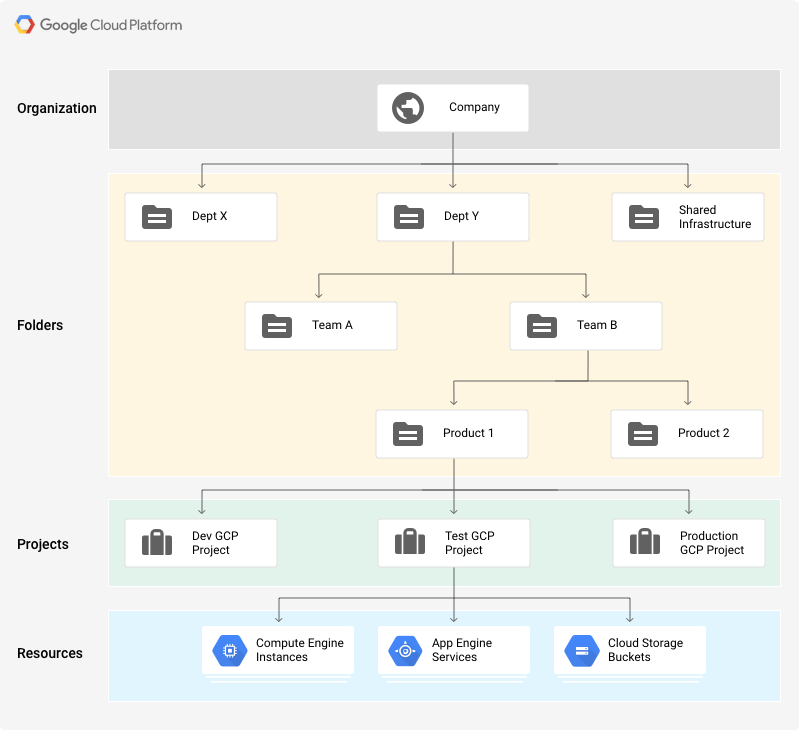 Google Cloud Platform
Organization
Company
Dept X
Dept Y
Shared
Infrastructure
Folders
Team A
Team B
Product 1
Product 2
Projects
Dev GCP
Project
Test GCP
Project
Production
GCP Project
Resources
Compute Engine
Instances
App Engine
Services
Cloud Storage
Buckets